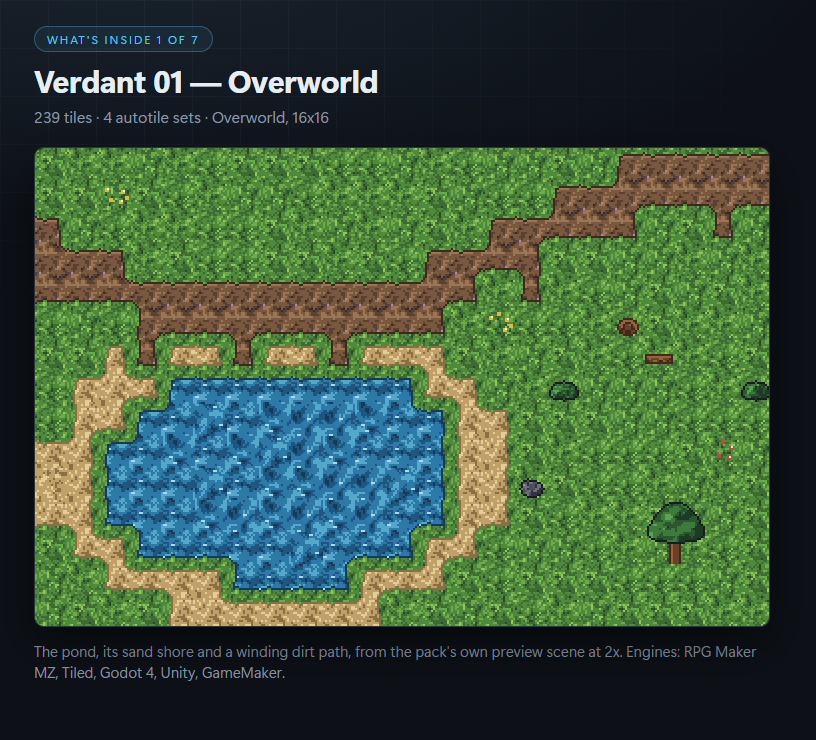 WHAT'S INSIDE 1 OF 7
Verdant 01 — Overworld
239 tiles · 4 autotile sets · Overworld, 16x16
The pond, its sand shore and a winding dirt path, from the pack's own preview scene at 2x. Engines: RPG Maker
MZ, Tiled, Godot 4, Unity, GameMaker.